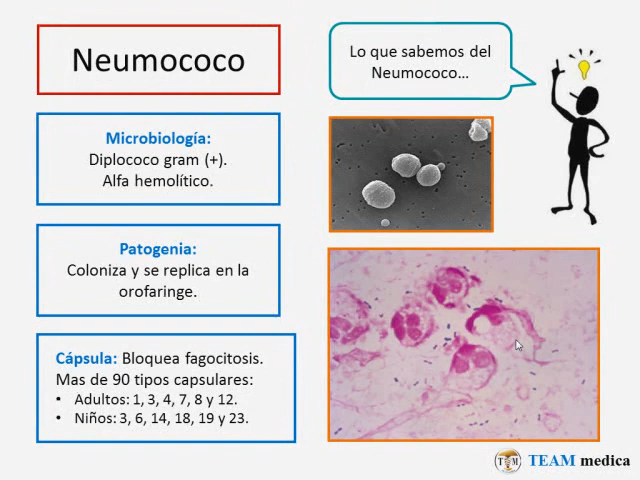 Neumococo
Lo que sabemos del
Neumococo...
Microbiología:
Diplococo gram (+).
Alfa hemolítico.
Patogenia:
Coloniza y se replica en la
orofaringe.
Cápsula: Bloquea fagocitosis.
Mas de 90 tipos capsulares:
• Adultos: 1, 3, 4, 7, 8 y 12.
• Niños: 3, 6, 14, 18, 19 y 23.
TEAM medica